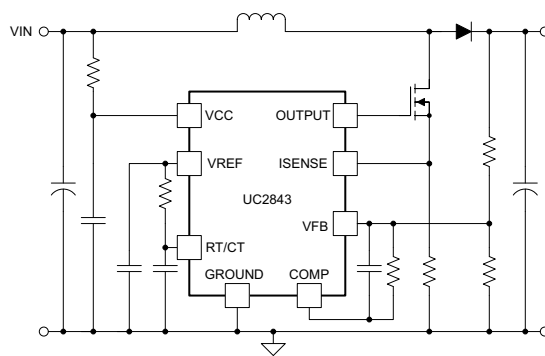 VIN
VCC
OUTPUT
VREF
ISENSE
UC2843
VFB
RT/CT
GROUND
COMP